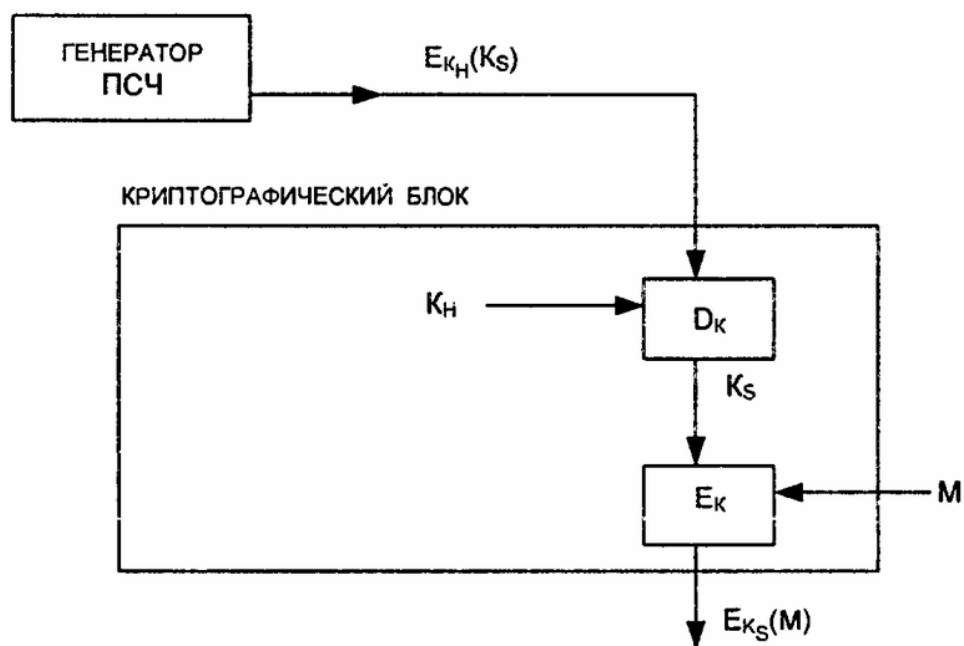 ГЕНЕРАТОР
ПСЧ
E_{K_H}(K_S)
КРИПТОГРАФИЧЕСКИЙ БЛОК
K_H
D_K
K_S
E_K
M
E_{K_S}(M)